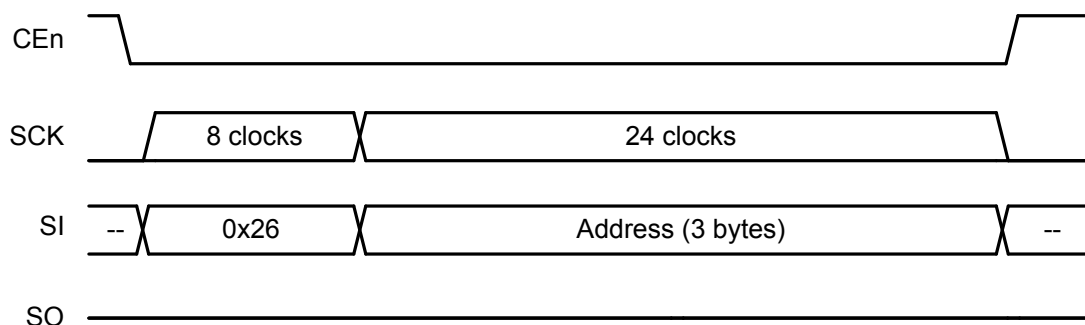 CEn
SCK 8 clocks 24 clocks
SI -- 0x26 Address (3 bytes) --
SO